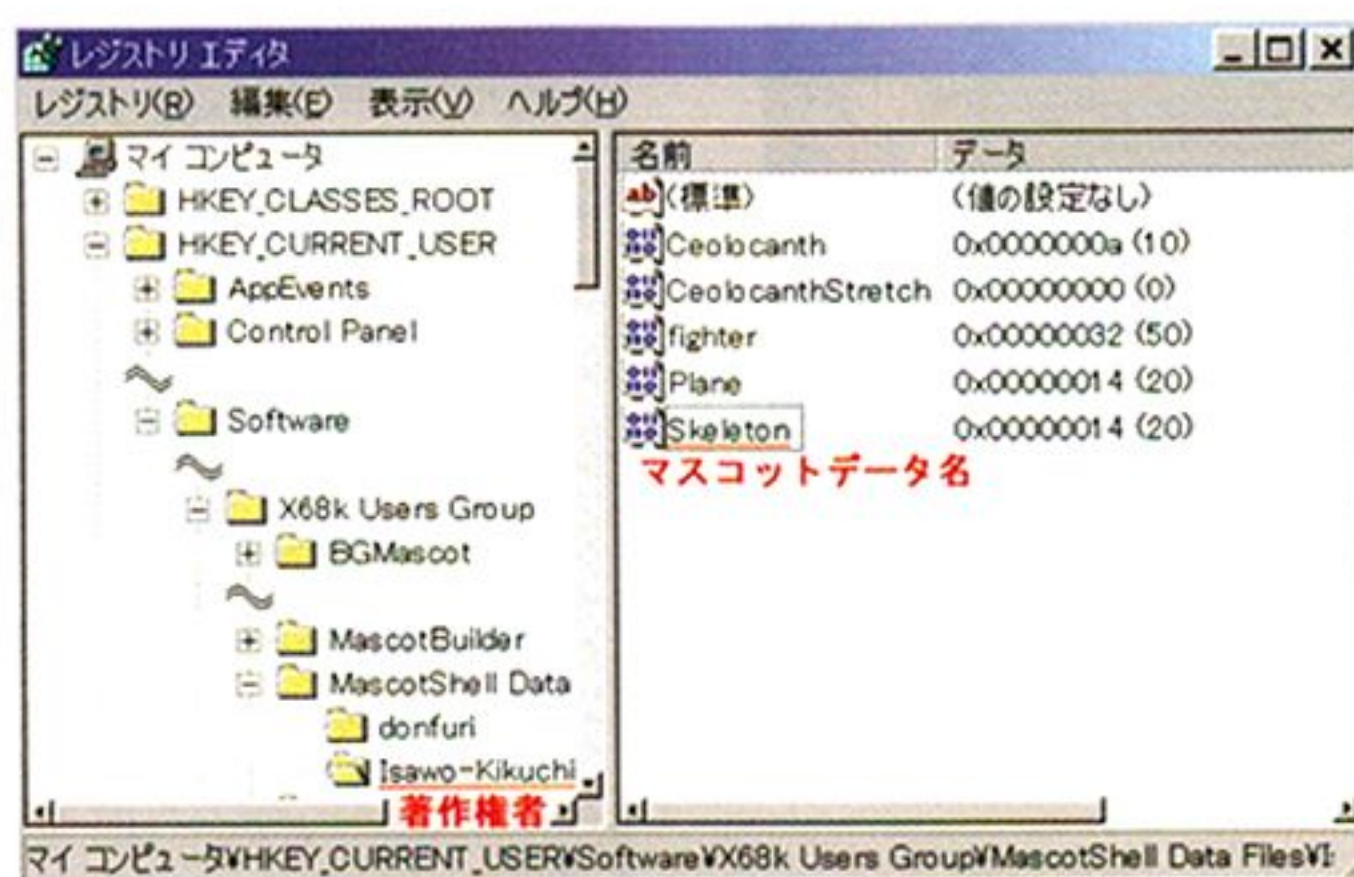 レジストリ エディタ
レジストリ(R) 編集(E) 表示(V) ヘルプ(H)
マイ コンピュータ
HKEY_CLASSES_ROOT
HKEY_CURRENT_USER
AppEvents
Control Panel
Software
X68k Users Group
BGMascot
MascotBuilder
MascotShell Data
donfuri
Isawo-Kikuchi
著作権者
名前 データ
(標準) (値の設定なし)
Ceolocanth 0x0000000a (10)
CeolocanthStretch 0x00000000 (0)
fighter 0x00000032 (50)
Plane 0x00000014 (20)
Skeleton 0x00000014 (20)
マスコットデータ名
マイ コンピュータ¥HKEY_CURRENT_USER¥Software¥X68k Users Group¥MascotShell Data Files¥I